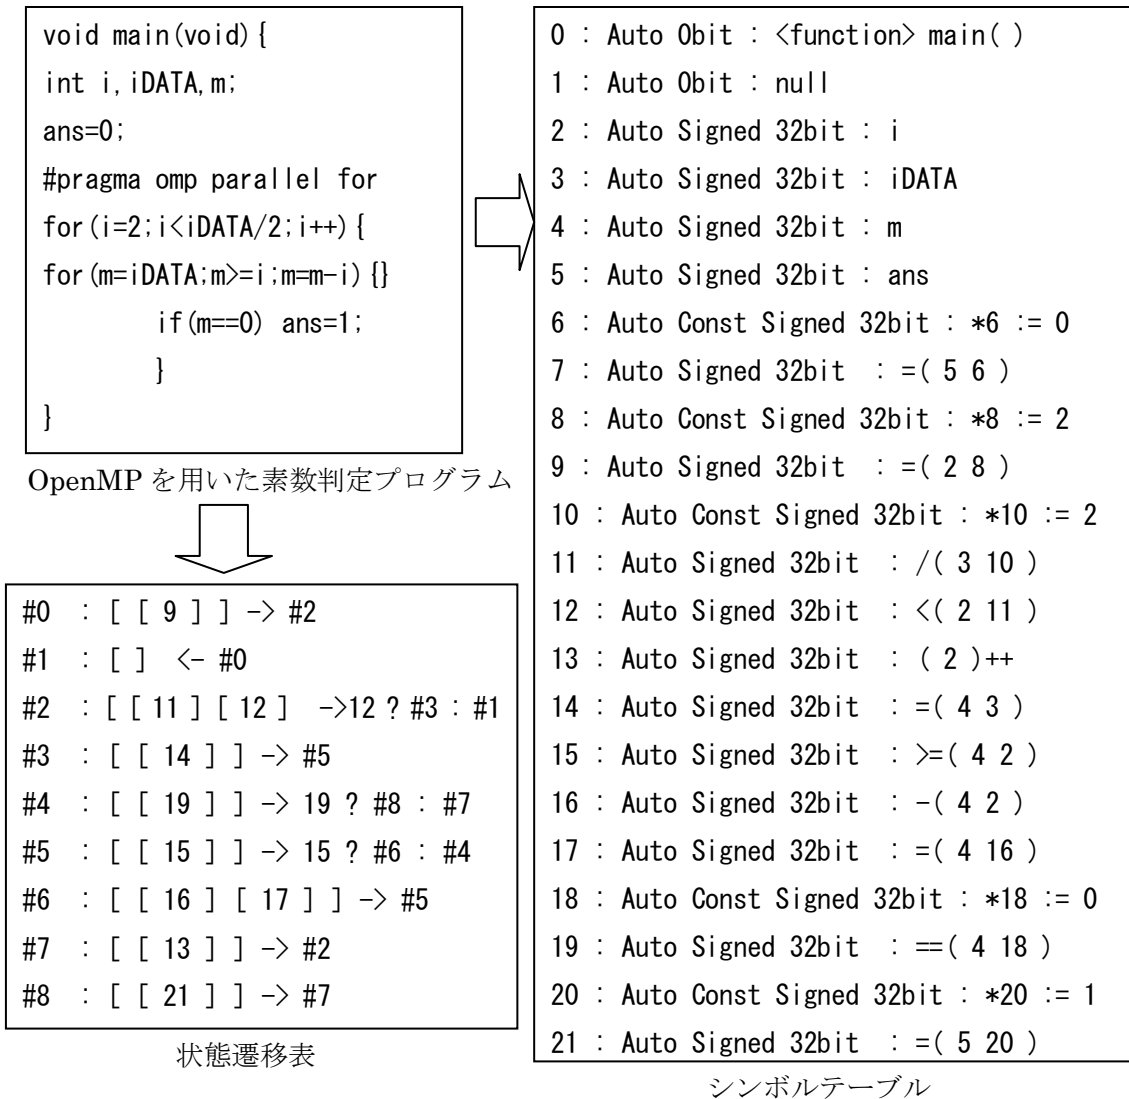 void main(void){
int i,iDATA,m;
ans=0;
#pragma omp parallel for
for(i=2;i<iDATA/2;i++){
for(m=iDATA;m>=i;m=m-i){}
if(m==0) ans=1;
}
}
OpenMP を用いた素数判定プログラム
#0 : [ [ 9 ] ] -> #2
#1 : [ ] <- #0
#2 : [ [ 11 ] [ 12 ] ->12 ? #3 : #1
#3 : [ [ 14 ] ] -> #5
#4 : [ [ 19 ] ] -> 19 ? #8 : #7
#5 : [ [ 15 ] ] -> 15 ? #6 : #4
#6 : [ [ 16 ] [ 17 ] ] -> #5
#7 : [ [ 13 ] ] -> #2
#8 : [ [ 21 ] ] -> #7
状態遷移表
0 : Auto 0bit : <function> main( )
1 : Auto 0bit : null
2 : Auto Signed 32bit : i
3 : Auto Signed 32bit : iDATA
4 : Auto Signed 32bit : m
5 : Auto Signed 32bit : ans
6 : Auto Const Signed 32bit : *6 := 0
7 : Auto Signed 32bit : =( 5 6 )
8 : Auto Const Signed 32bit : *8 := 2
9 : Auto Signed 32bit : =( 2 8 )
10 : Auto Const Signed 32bit : *10 := 2
11 : Auto Signed 32bit : /( 3 10 )
12 : Auto Signed 32bit : <( 2 11 )
13 : Auto Signed 32bit : ( 2 )++
14 : Auto Signed 32bit : =( 4 3 )
15 : Auto Signed 32bit : >=( 4 2 )
16 : Auto Signed 32bit : -( 4 2 )
17 : Auto Signed 32bit : =( 4 16 )
18 : Auto Const Signed 32bit : *18 := 0
19 : Auto Signed 32bit : ==( 4 18 )
20 : Auto Const Signed 32bit : *20 := 1
21 : Auto Signed 32bit : =( 5 20 )
シンボルテーブル